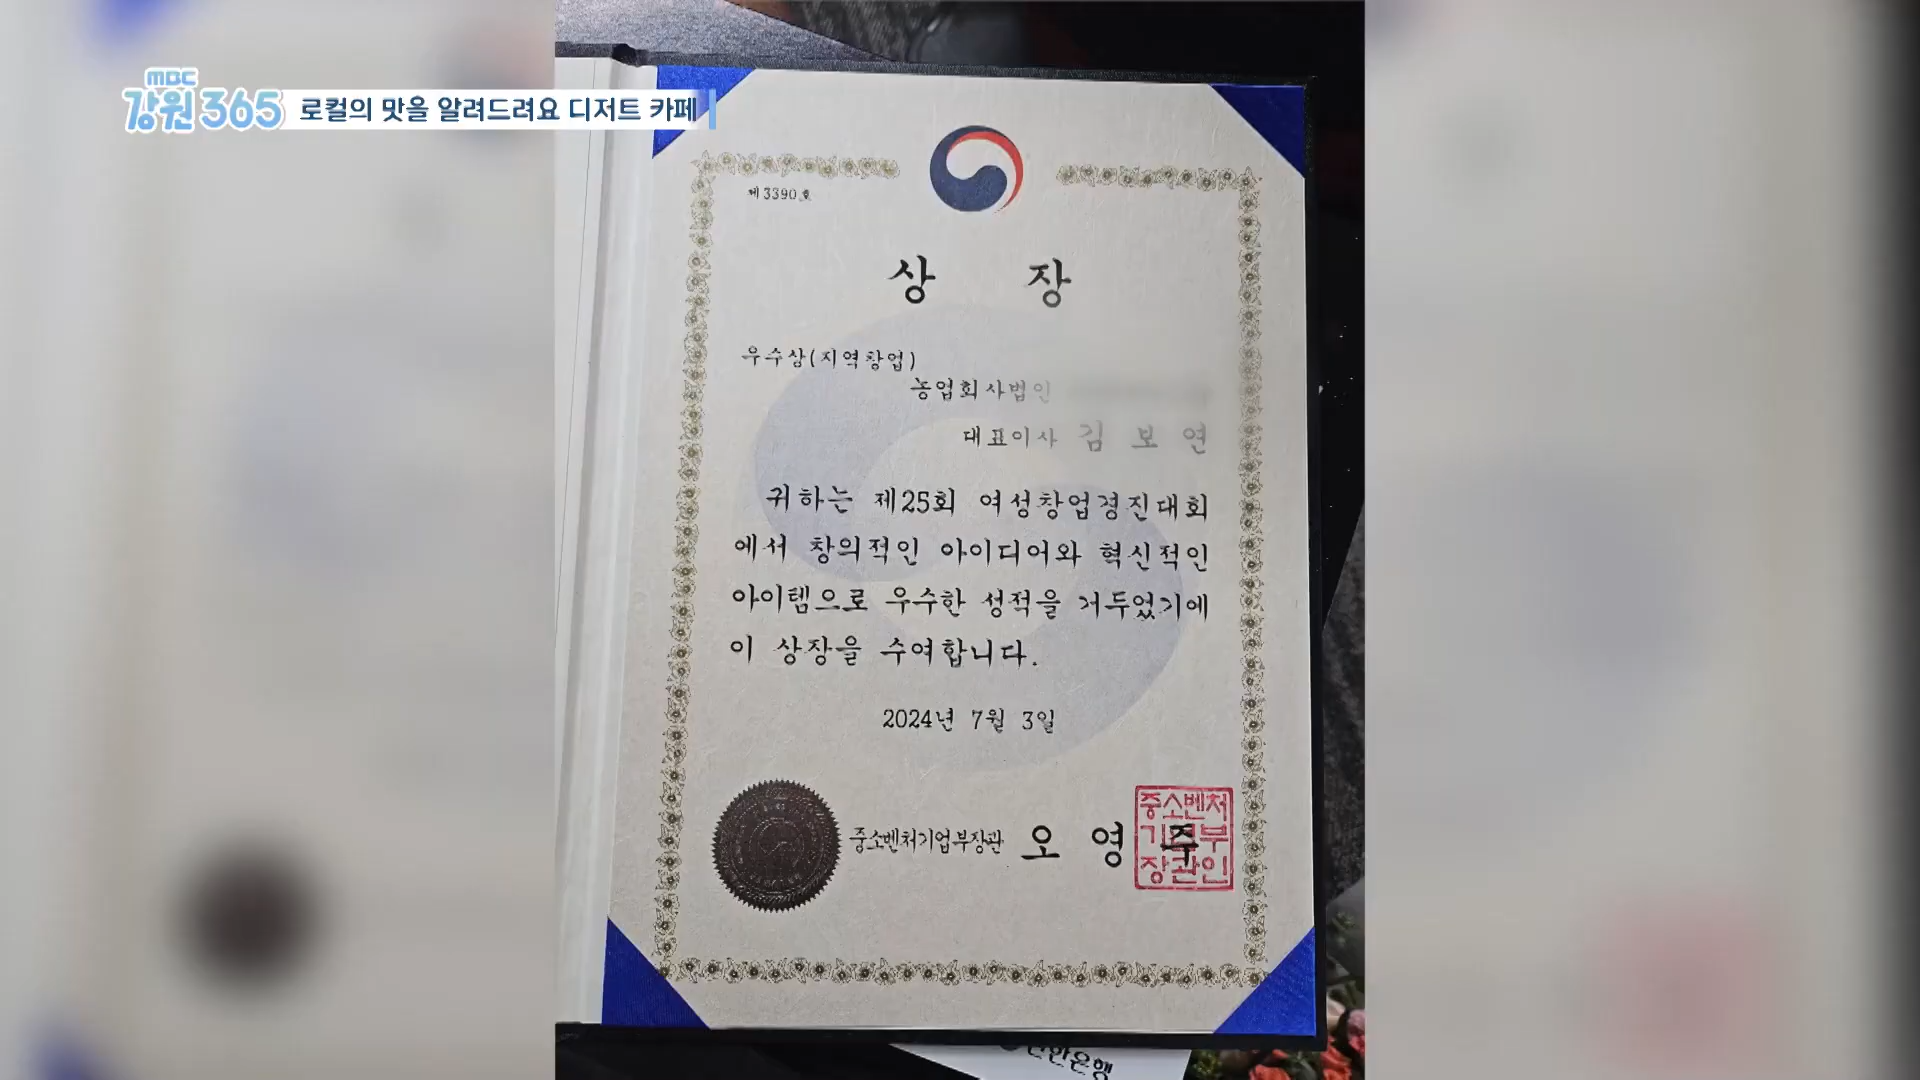 MBC
강원 365 로컬의 맛을 알려드려요 디저트 카페
제3390호
상 장
우수상(지역창업)
농업회사법인
대표이사 김 보 연
귀하는 제25회 여성창업경진대회
에서 창의적인 아이디어와 혁신적인
아이템으로 우수한 성적을 거두었기에
이 상장을 수여합니다.
2024년 7월 3일
중소벤처기업부장관 오 영 주
중소벤처
기업부
장관인
신한은행